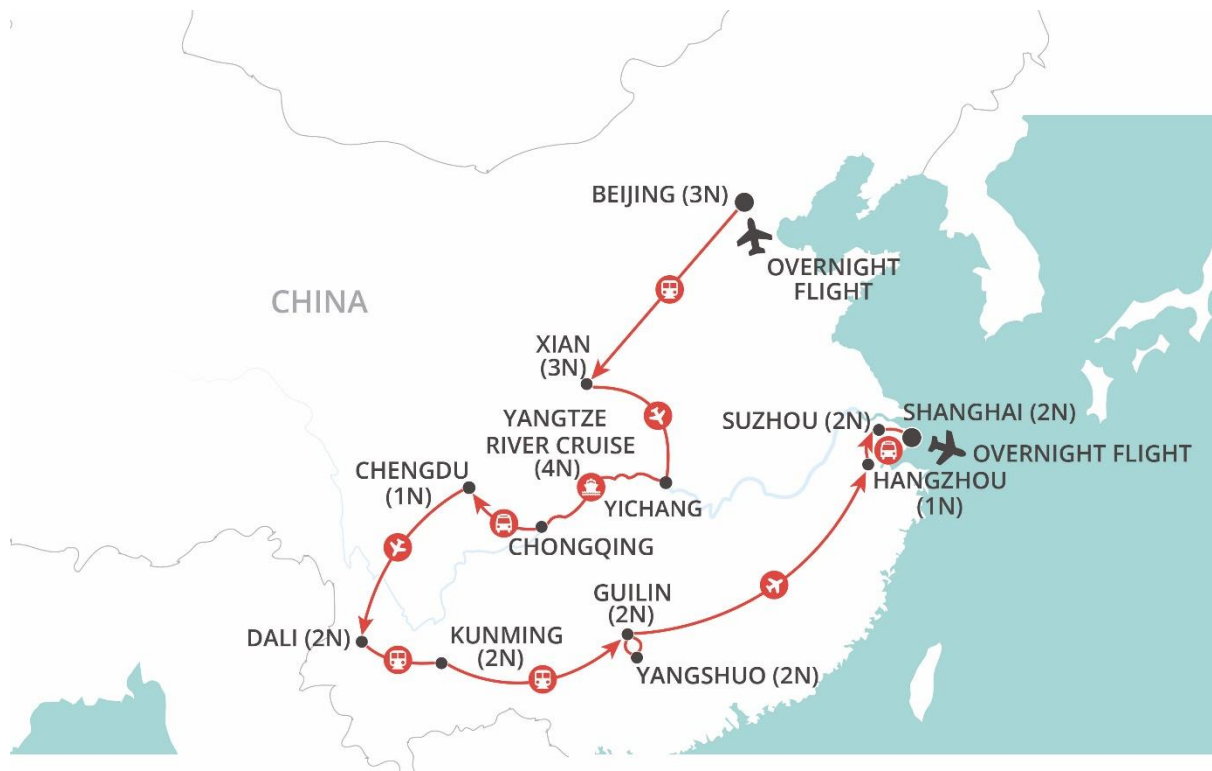 BEIJING (3N)
OVERNIGHT
FLIGHT
CHINA
XIAN
(3N)
YANGTZE
RIVER CRUISE
(4N)
SUZHOU (2N)
SHANGHAI (2N)
OVERNIGHT FLIGHT
CHENGDU
(1N)
HANGZHOU
(1N)
YICHANG
CHONGQING
GUILIN
(2N)
DALI (2N)
KUNMING
(2N)
YANGSHUO (2N)